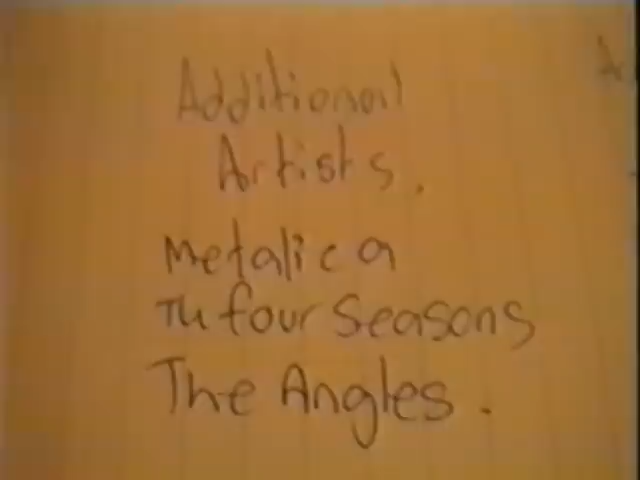 Additional
Artists.
Metalica
The four Seasons
The Angles.